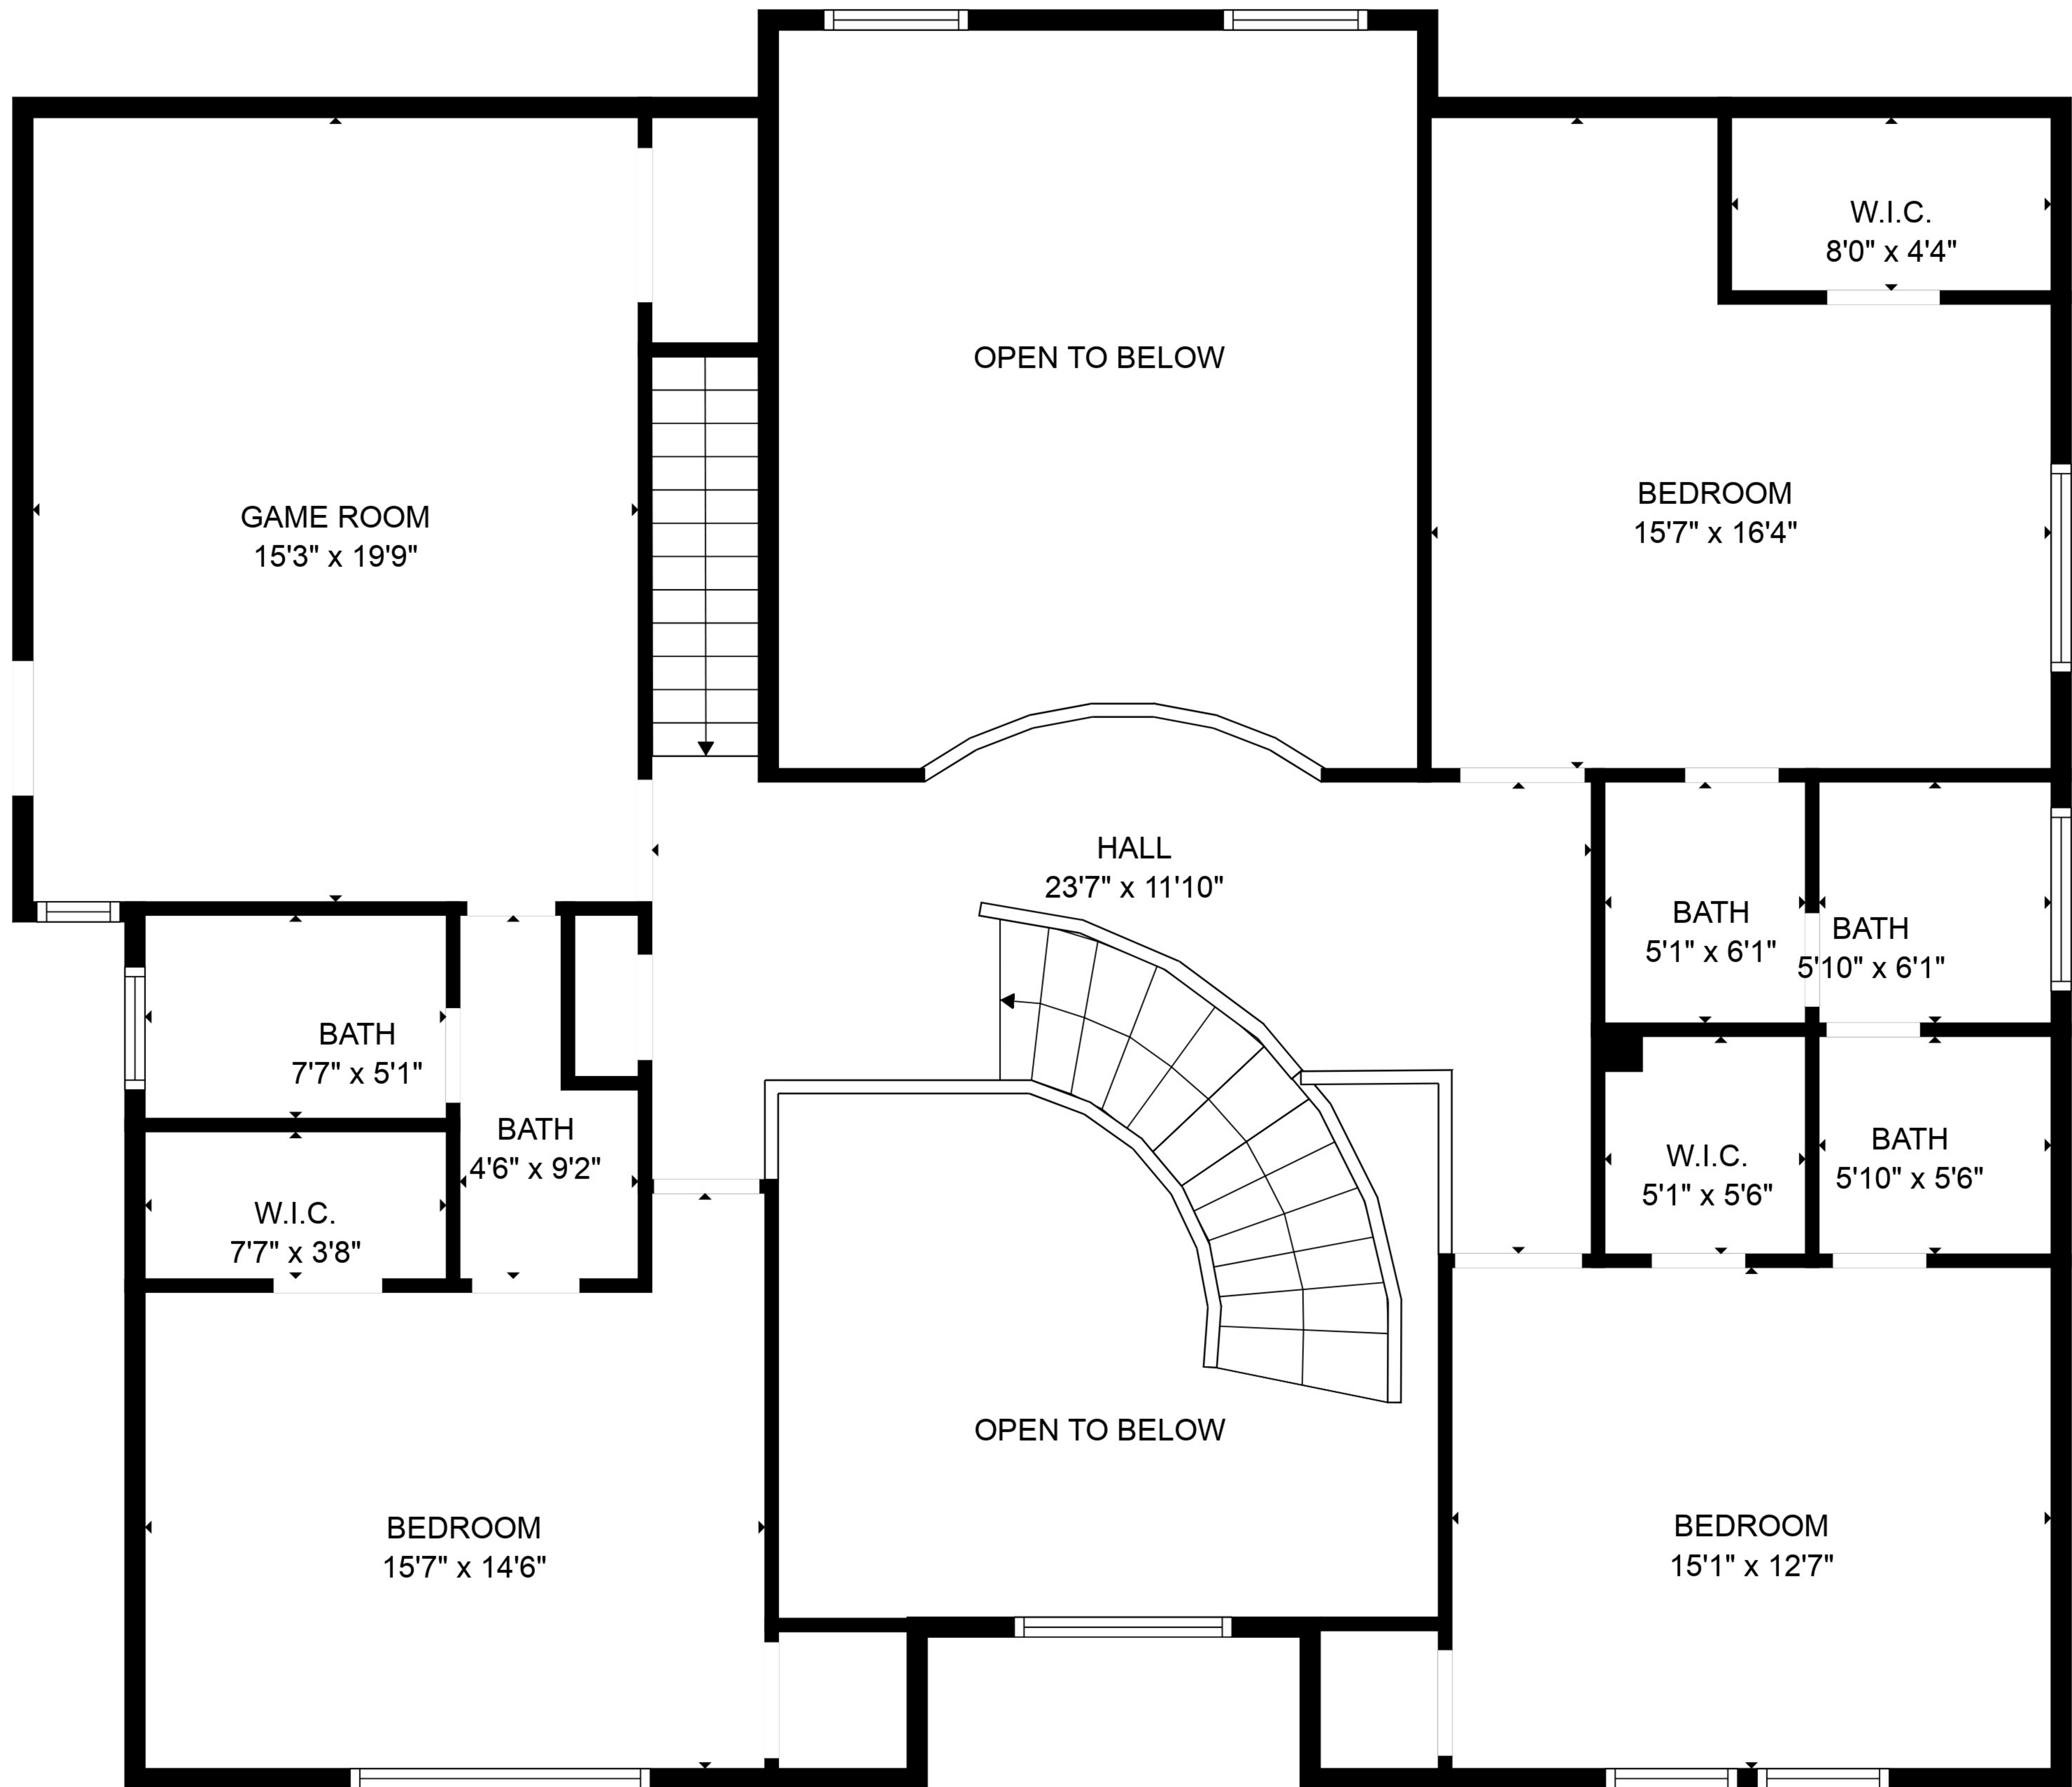 W.I.C.
8'0" x 4'4"
OPEN TO BELOW
GAME ROOM
15'3" x 19'9"
BEDROOM
15'7" x 16'4"
HALL
23'7" x 11'10"
BATH
5'1" x 6'1"
BATH
5'10" x 6'1"
BATH
7'7" x 5'1"
BATH
4'6" x 9'2"
W.I.C.
5'1" x 5'6"
BATH
5'10" x 5'6"
W.I.C.
7'7" x 3'8"
OPEN TO BELOW
BEDROOM
15'7" x 14'6"
BEDROOM
15'1" x 12'7"